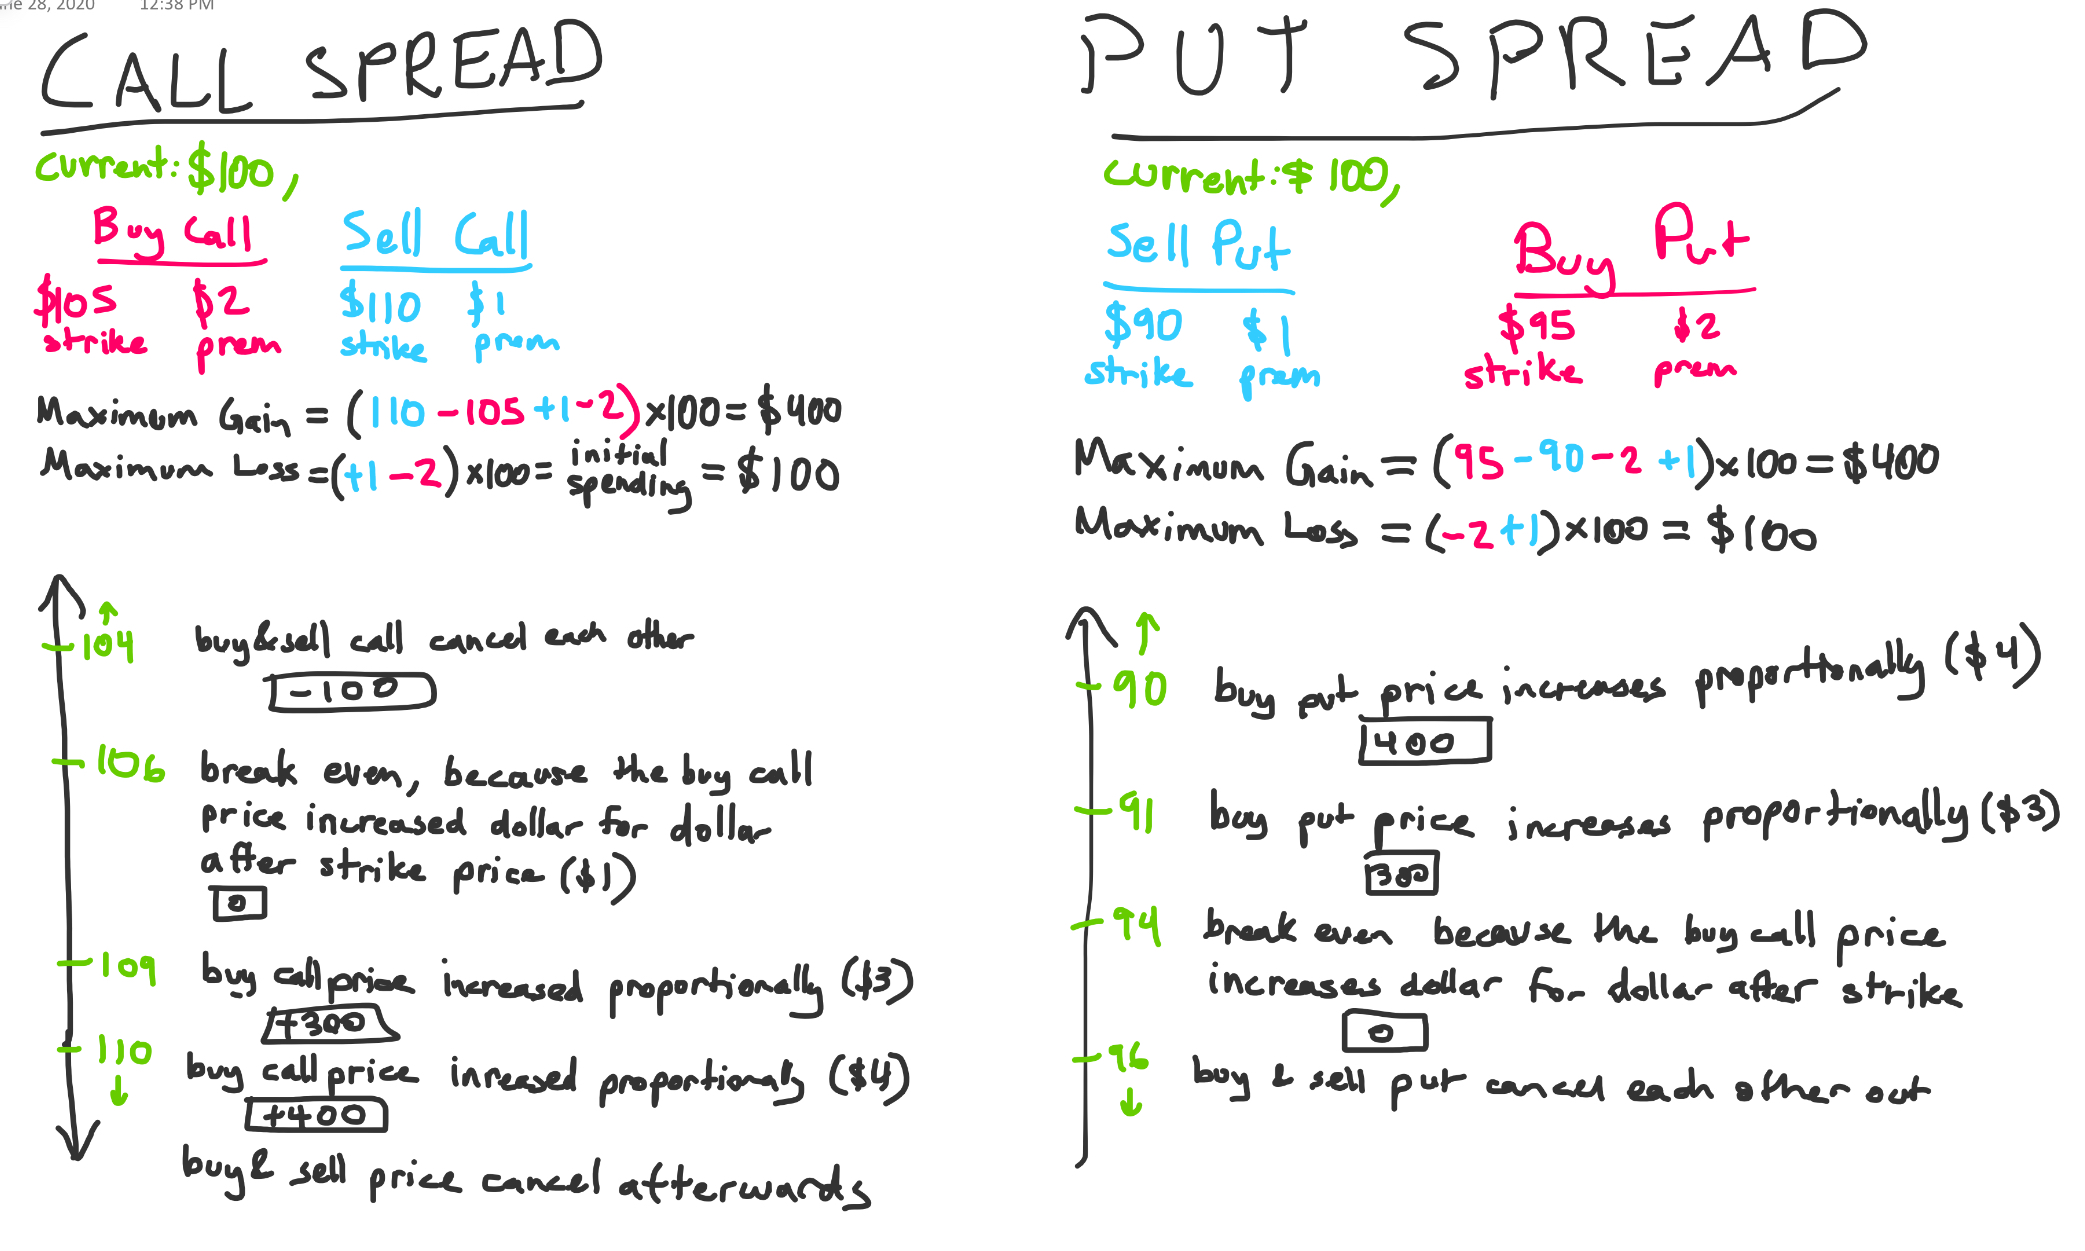 June 28, 2020 12:38 PM
CALL SPREAD
Current: $100,
Buy Call Sell Call
$105 $2 $110 $1
strike prem strike prem
Maximum Gain = (110 -105 +1 -2) x100 = $400
Maximum Loss = (+1 -2) x100 = initial spending = $100
↑
104 buy & sell call cancel each other
-100
106 break even, because the buy call
price increased dollar for dollar
after strike price ($1)
0
109 buy call price increased proportionally ($3)
+300
110 buy call price inreased proportionally ($4)
↓
+400
buy & sell price cancel afterwards
PUT SPREAD
Current: $100,
Sell Put Buy Put
$90 $1 $95 $2
strike prem strike prem
Maximum Gain = (95 -90 -2 +1) x100 = $400
Maximum Loss = (-2 +1) x100 = $100
↑
90 buy put price increases proportionally ($4)
400
91 buy put price increases proportionally ($3)
300
94 break even because the buy call price
increases dollar for dollar after strike
0
96 buy & sell put cancel each other out
↓